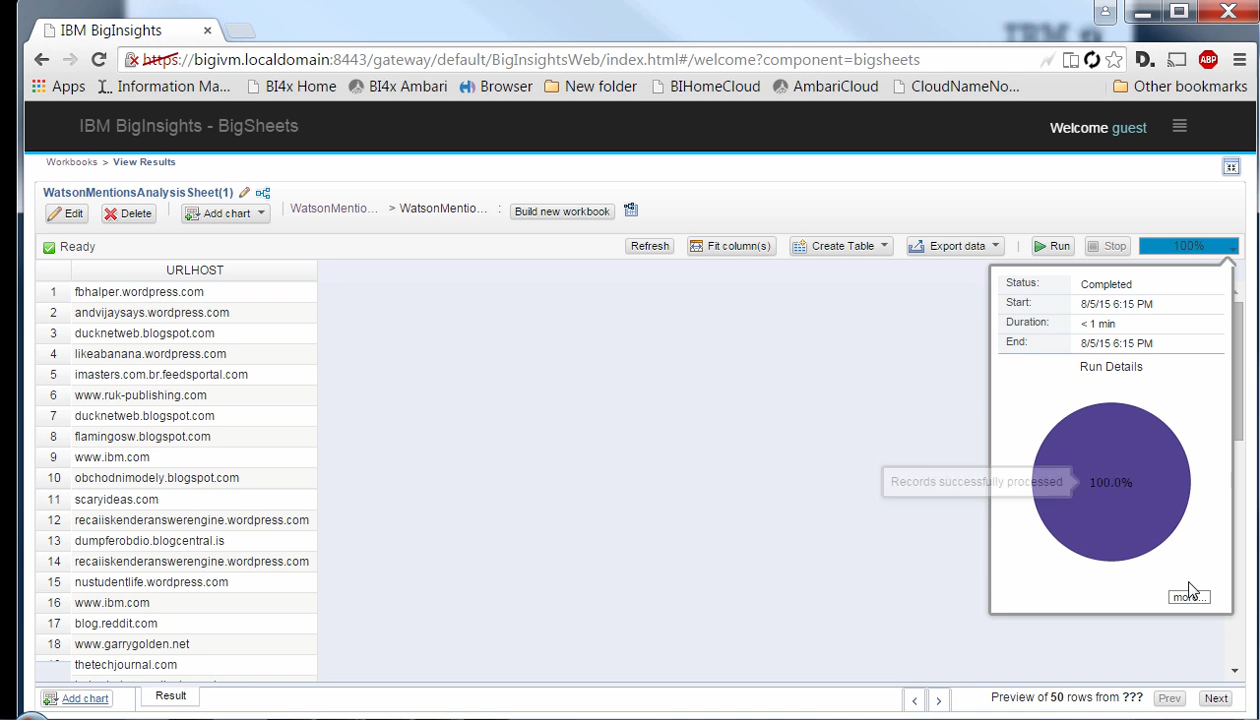 IBM BigInsights
https://bigivm.localdomain:8443/gateway/default/BigInsightsWeb/index.html#/welcome?component=bigsheets
Apps Information Ma... BI4x Home BI4x Ambari Browser New folder BIHomeCloud AmbariCloud CloudNameNo... Other bookmarks
IBM BigInsights - BigSheets
Welcome guest
Workbooks > View Results
WatsonMentionsAnalysisSheet(1)
Edit Delete Add chart WatsonMentio... > WatsonMentio... : Build new workbook
Ready Refresh Fit column(s) Create Table Export data Run Stop 100%
URLHOST
1 fbhalper.wordpress.com
2 andvijaysays.wordpress.com
3 ducknetweb.blogspot.com
4 likeabanana.wordpress.com
5 imasters.com.br.feedsportal.com
6 www.ruk-publishing.com
7 ducknetweb.blogspot.com
8 flamingosw.blogspot.com
9 www.ibm.com
10 obchodnimodely.blogspot.com
11 scaryideas.com
12 recaiiskenderanswerengine.wordpress.com
13 dumpferobdio.blogcentral.is
14 recaiiskenderanswerengine.wordpress.com
15 nustudentlife.wordpress.com
16 www.ibm.com
17 blog.reddit.com
18 www.garrygolden.net
thetechjournal.com
Status: Completed
Start: 8/5/15 6:15 PM
Duration: < 1 min
End: 8/5/15 6:15 PM
Run Details
Records successfully processed
100.0%
Add chart Result Preview of 50 rows from ??? Prev Next